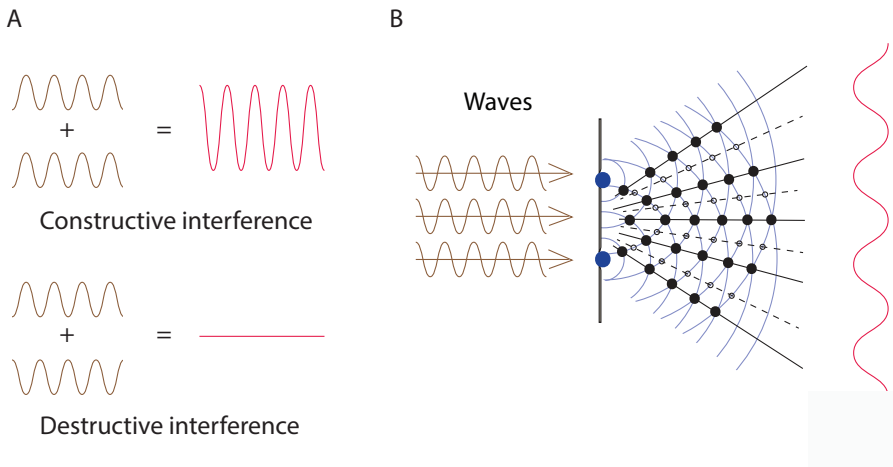 A
B
+
=
Constructive interference
+
=
Destructive interference
Waves